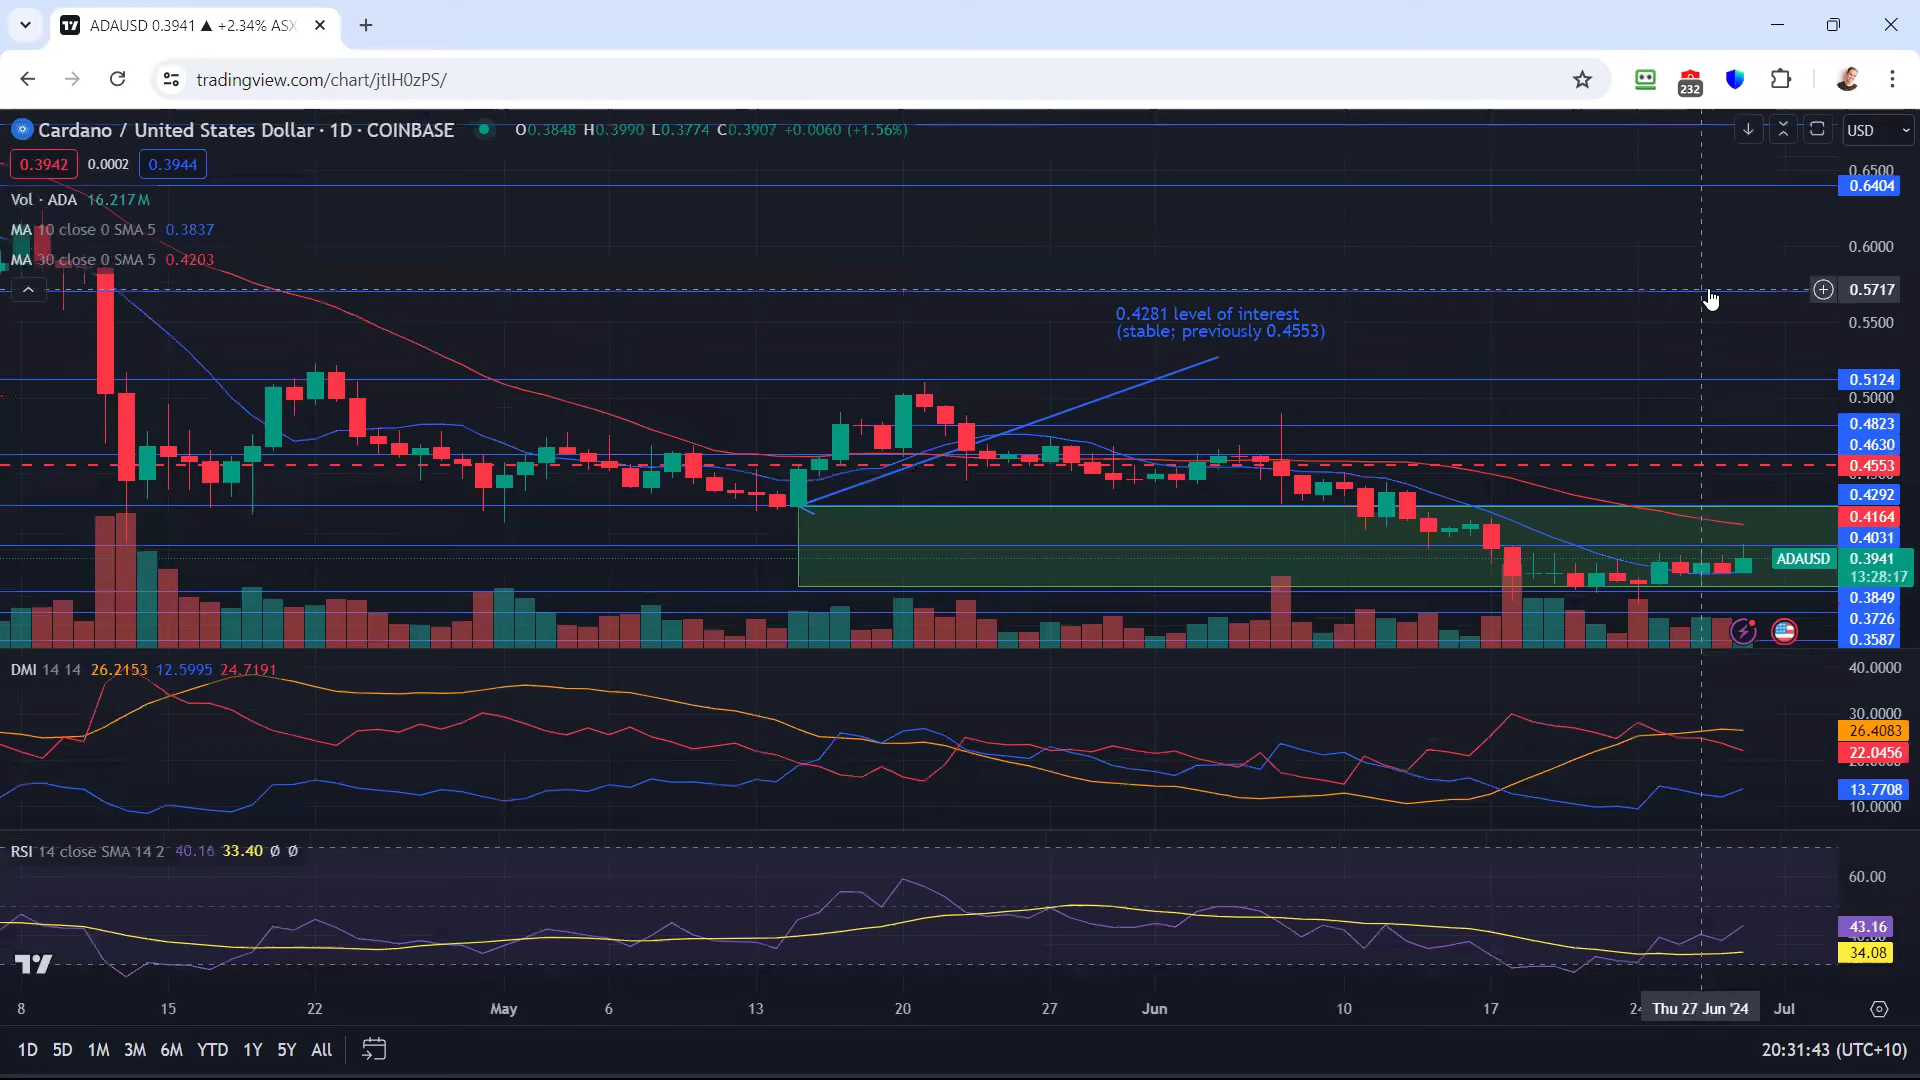 ADAUSD 0.3941 ▲ +2.34% ASX
tradingview.com/chart/jtIH0zPS/
232
Cardano / United States Dollar · 1D · COINBASE O0.3848 H0.3990 L0.3774 C0.3907 +0.0060 (+1.56%)
USD
0.3942 0.0002 0.3944
Vol · ADA 16.217M
MA 10 close 0 SMA 5 0.3837
MA 30 close 0 SMA 5 0.4203
0.4281 level of interest
(stable; previously 0.4553)
0.6500
0.6404
0.6000
0.5717
0.5500
0.5124
0.5000
0.4823
0.4630
0.4553
0.4292
0.4164
0.4031
ADAUSD 0.3941
13:28:17
0.3849
0.3726
0.3587
DMI 14 14 26.2153 12.5995 24.7191
40.0000
30.0000
26.4083
22.0456
13.7708
10.0000
RSI 14 close SMA 14 2 40.16 33.40 Ø Ø
60.00
43.16
34.08
8 15 22 May 6 13 20 27 Jun 10 17 24 Thu 27 Jun '24 Jul
1D 5D 1M 3M 6M YTD 1Y 5Y All
20:31:43 (UTC+10)